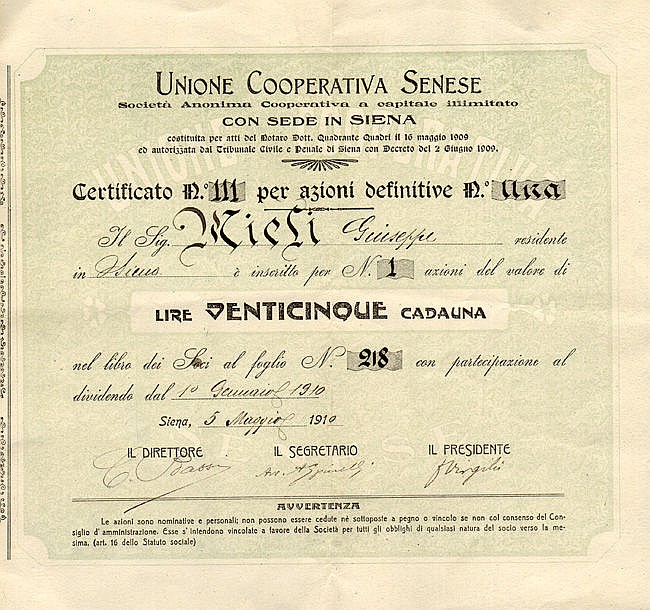 UNIONE COOPERATIVA SENESE
Società Anonima Cooperativa a capitale illimitato
CON SEDE IN SIENA
costituita per atti del Notaro Dott. Quadrante Quadri il 16 maggio 1909
ed autorizzata dal Tribunale Civile e Penale di Siena con Decreto del 2 Giugno 1909.
Certificato N.º 111 per azioni definitive N.º Una
Il Sig. Mieli Giuseppe residente
in Siena è inscritto per N. 1 azioni del valore di
LIRE VENTICINQUE CADAUNA
nel libro dei Soci al foglio N. 218 con partecipazione al
dividendo dal 1º Gennaio 1910
Siena, 5 Maggio 1910
IL DIRETTORE IL SEGRETARIO IL PRESIDENTE
AVVERTENZA
Le azioni sono nominative e personali; non possono essere cedute nè sottoposte a pegno o vincolo se non col consenso del Con-
siglio d'amministrazione. Esse s'intendono vincolate a favore della Società per tutti gli obblighi di qualsiasi natura del socio verso la me-
sima. (art. 16 dello Statuto sociale)